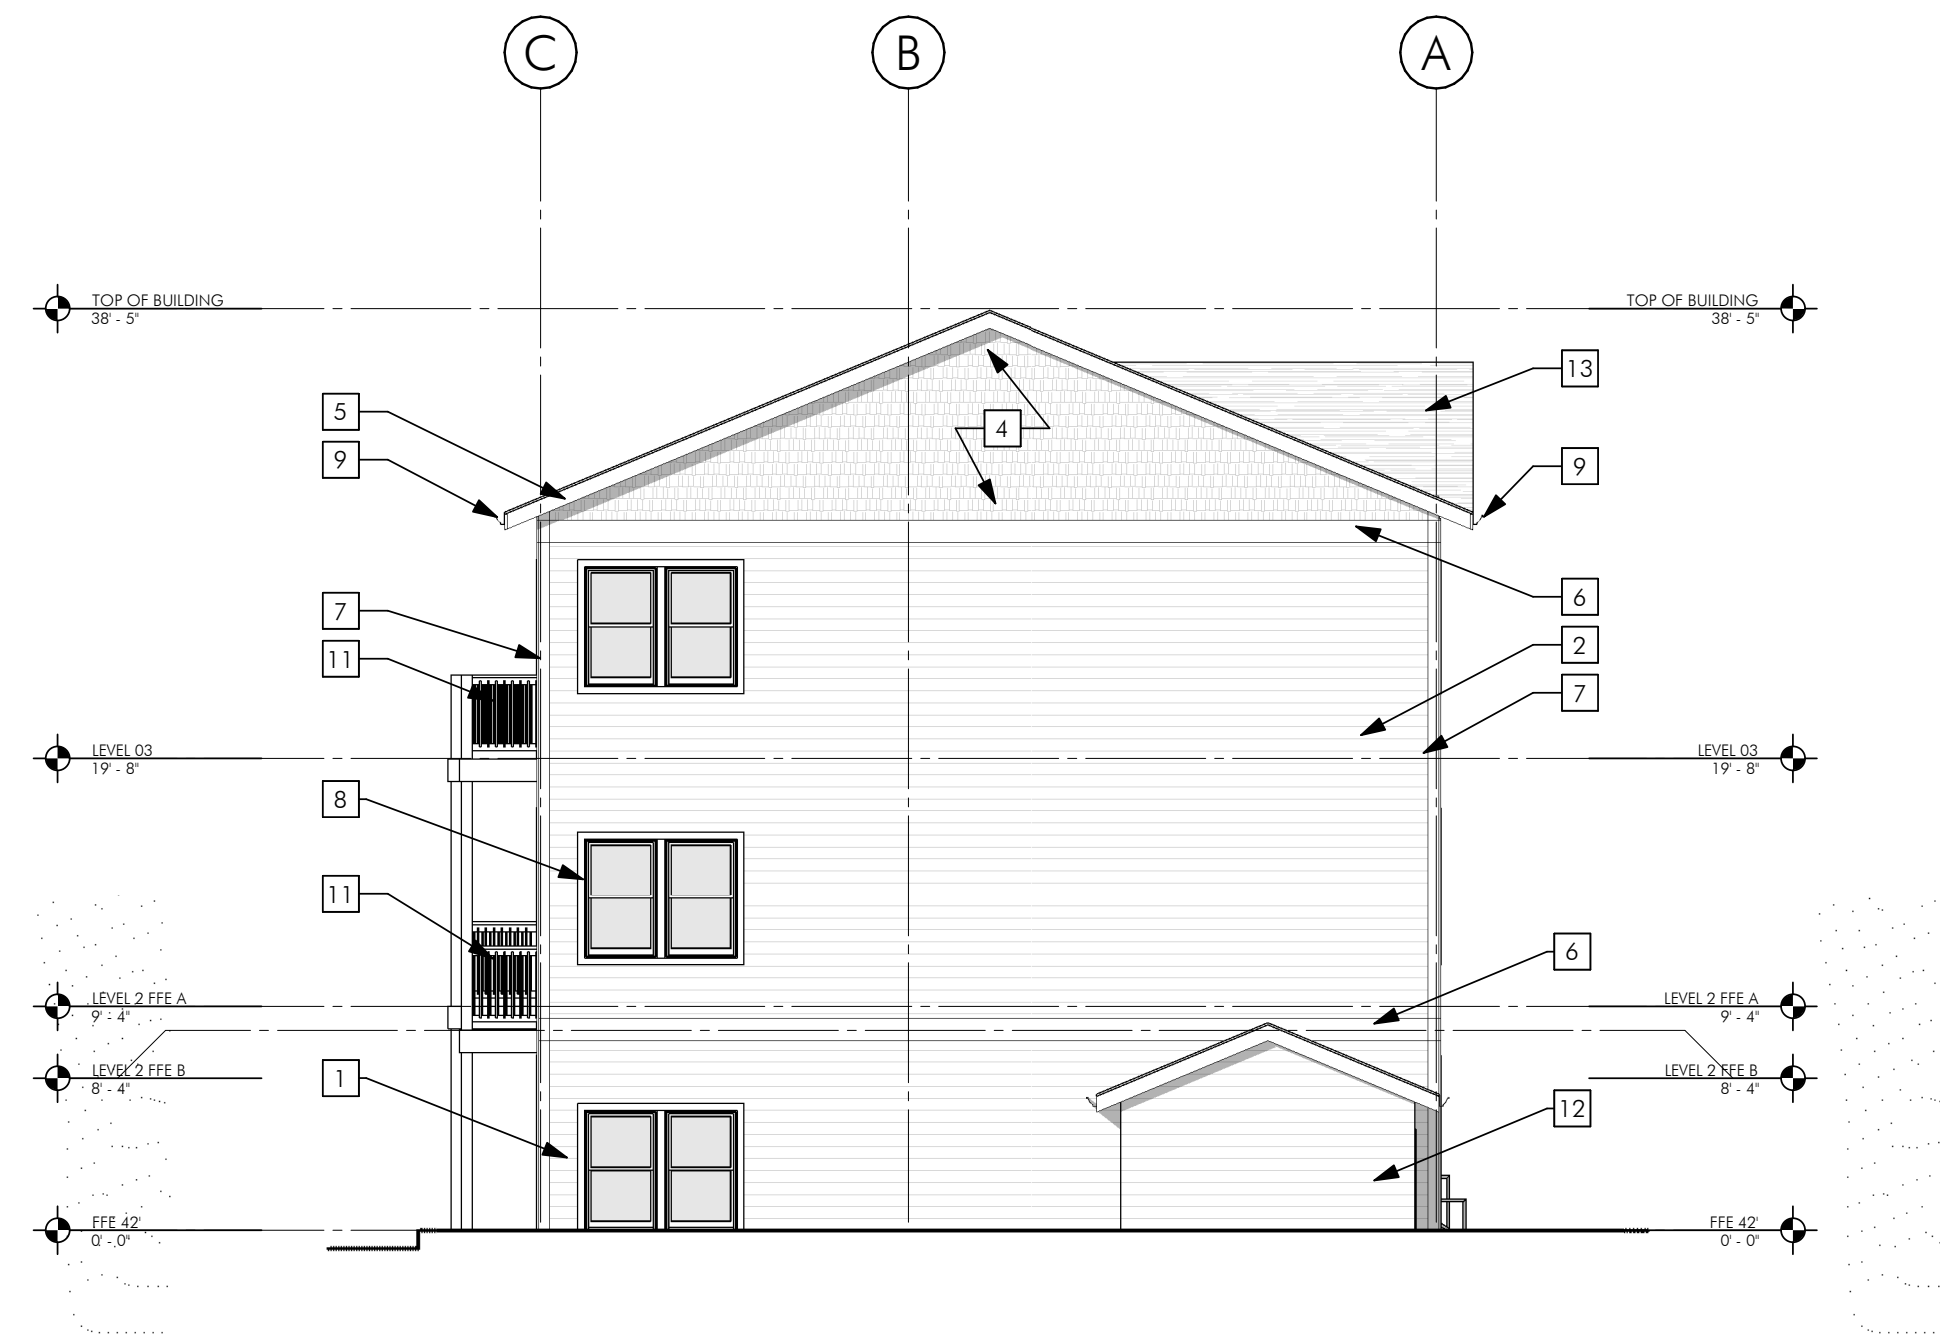 C
B
A
TOP OF BUILDING
38' - 5"
TOP OF BUILDING
38' - 5"
13
5
4
9
9
7
6
11
2
7
LEVEL 03
19' - 8"
LEVEL 03
19' - 8"
8
11
6
LEVEL 2 FFE A
9' - 4"
LEVEL 2 FFE A
9' - 4"
LEVEL 2 FFE B
8' - 4"
1
LEVEL 2 FFE B
8' - 4"
12
FFE 42'
0' - 0"
FFE 42'
0' - 0"